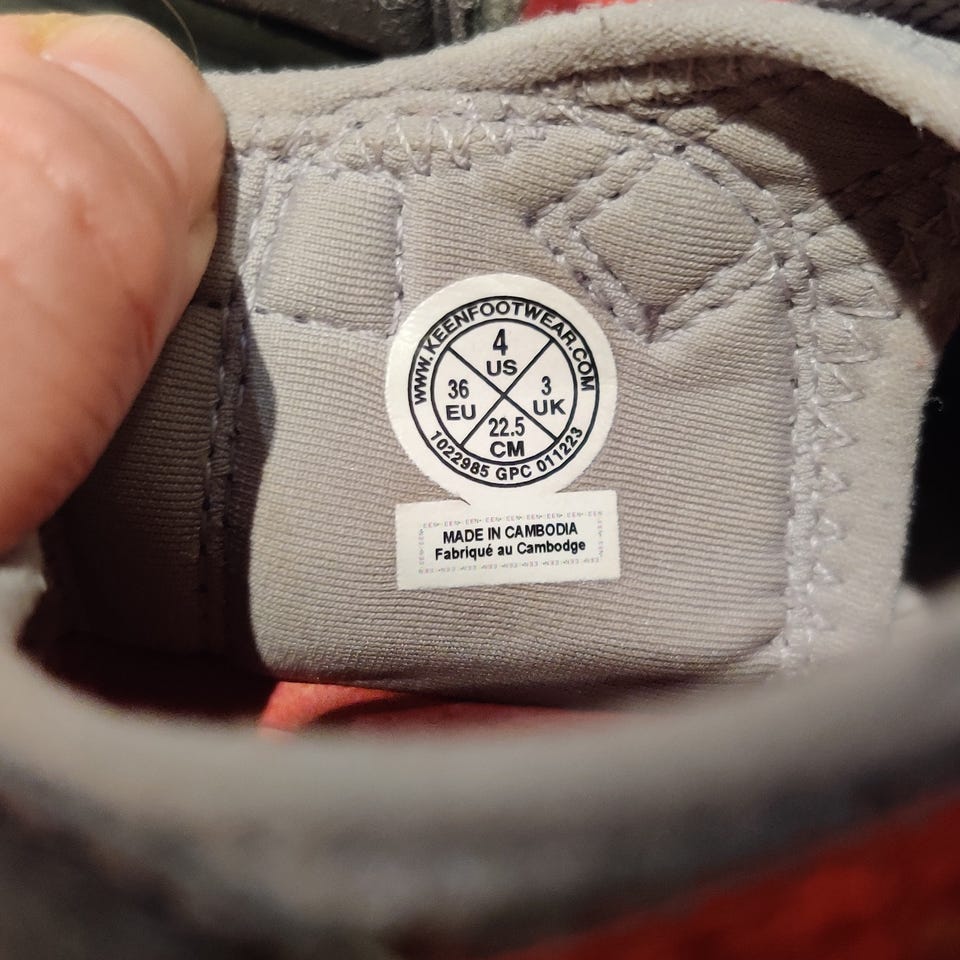 WWW.KEENFOOTWEAR.COM
4
US
36
EU
3
UK
22.5
CM
1022985 GPC 011223
MADE IN CAMBODIA
Fabriqué au Cambodge